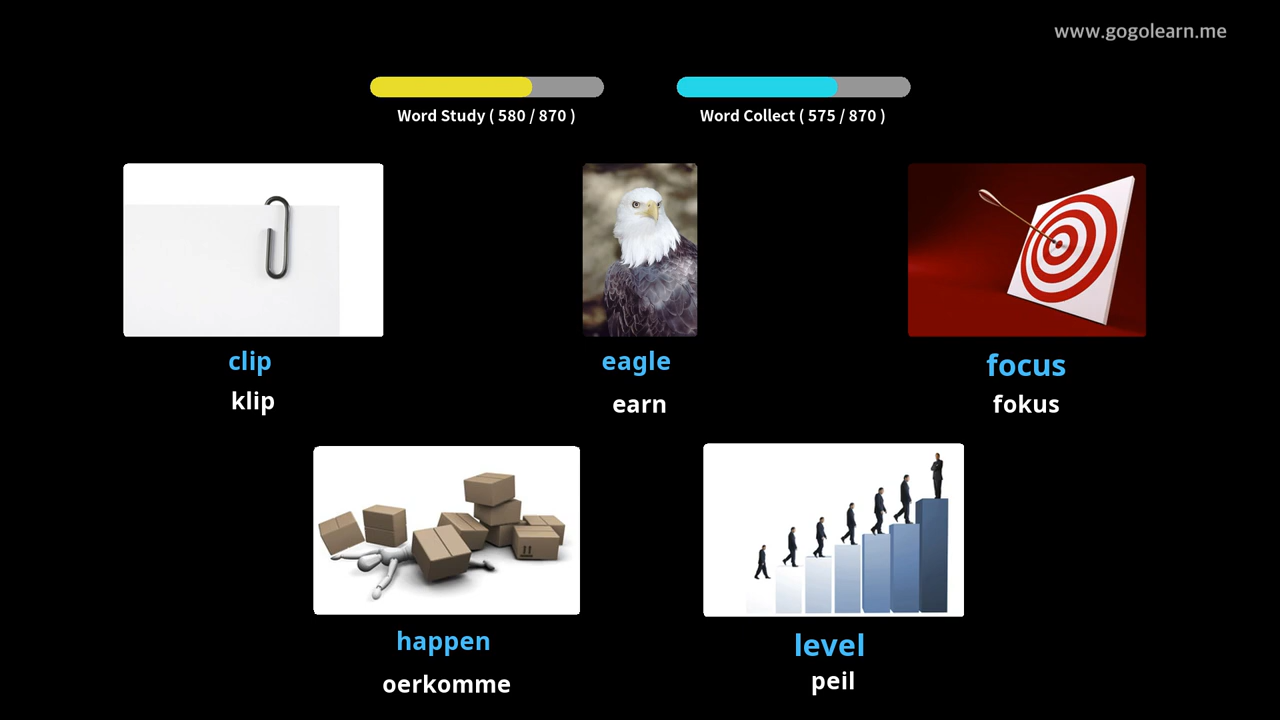 www.gogolearn.me
Word Study ( 580 / 870 )
Word Collect ( 575 / 870 )
clip
klip
eagle
earn
focus
fokus
happen
oerkomme
level
peil